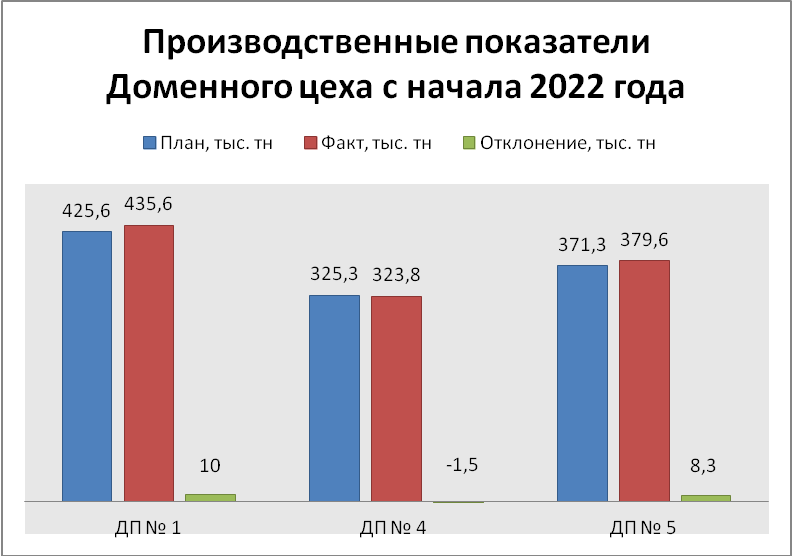 Производственные показатели
Доменного цеха с начала 2022 года
План, тыс. тн Факт, тыс. тн Отклонение, тыс. тн
425,6 435,6 10
325,3 323,8 -1,5
371,3 379,6 8,3
ДП № 1 ДП № 4 ДП № 5